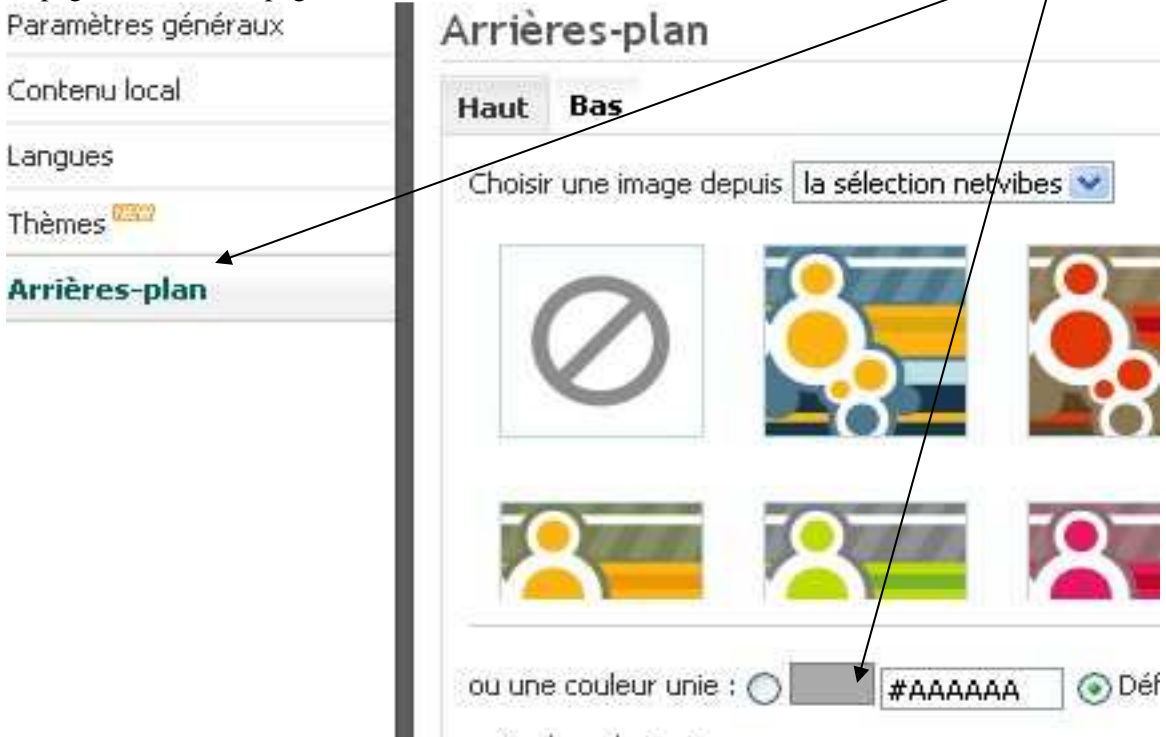 Paramètres généraux
Contenu local
Langues
Thèmes NEW
Arrières-plan
Arrières-plan
Haut Bas
Choisir une image depuis la sélection netvibes
ou une couleur unie : #AAAAAA Déf